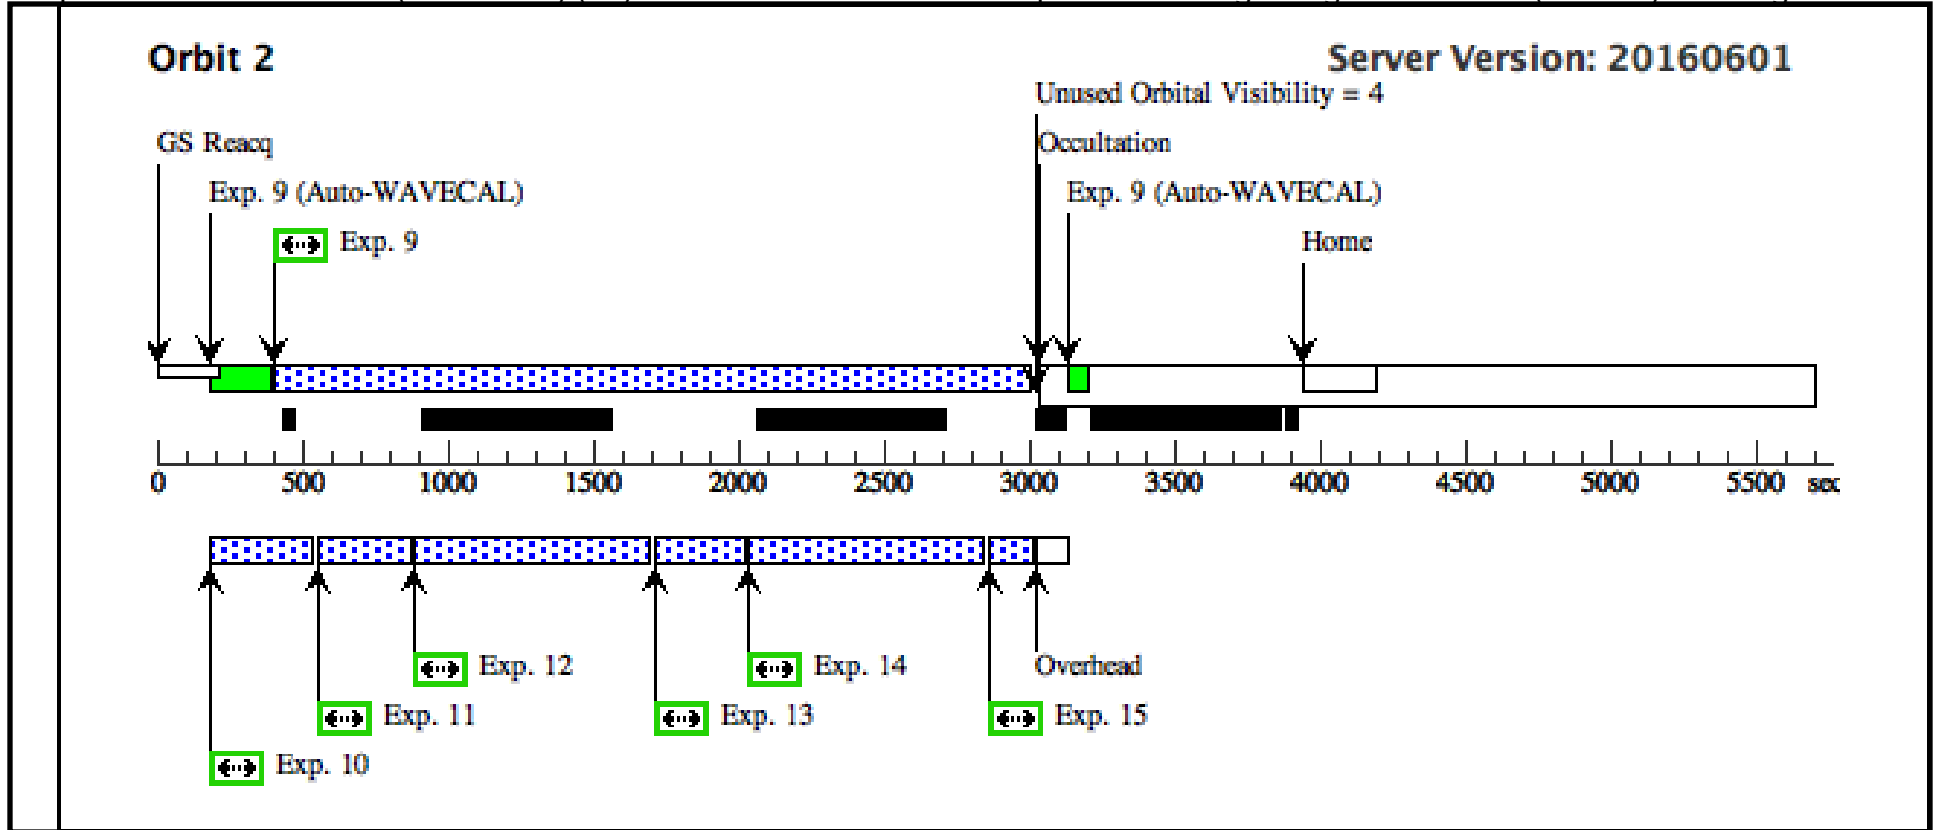 Orbit 2
Server Version: 20160601
Unused Orbital Visibility = 4
GS Reacq
Occultation
Exp. 9 (Auto-WAVECAL)
Exp. 9 (Auto-WAVECAL)
Exp. 9
Home
0 500 1000 1500 2000 2500 3000 3500 4000 4500 5000 5500 sec
Exp. 12
Exp. 14
Overhead
Exp. 11
Exp. 13
Exp. 15
Exp. 10